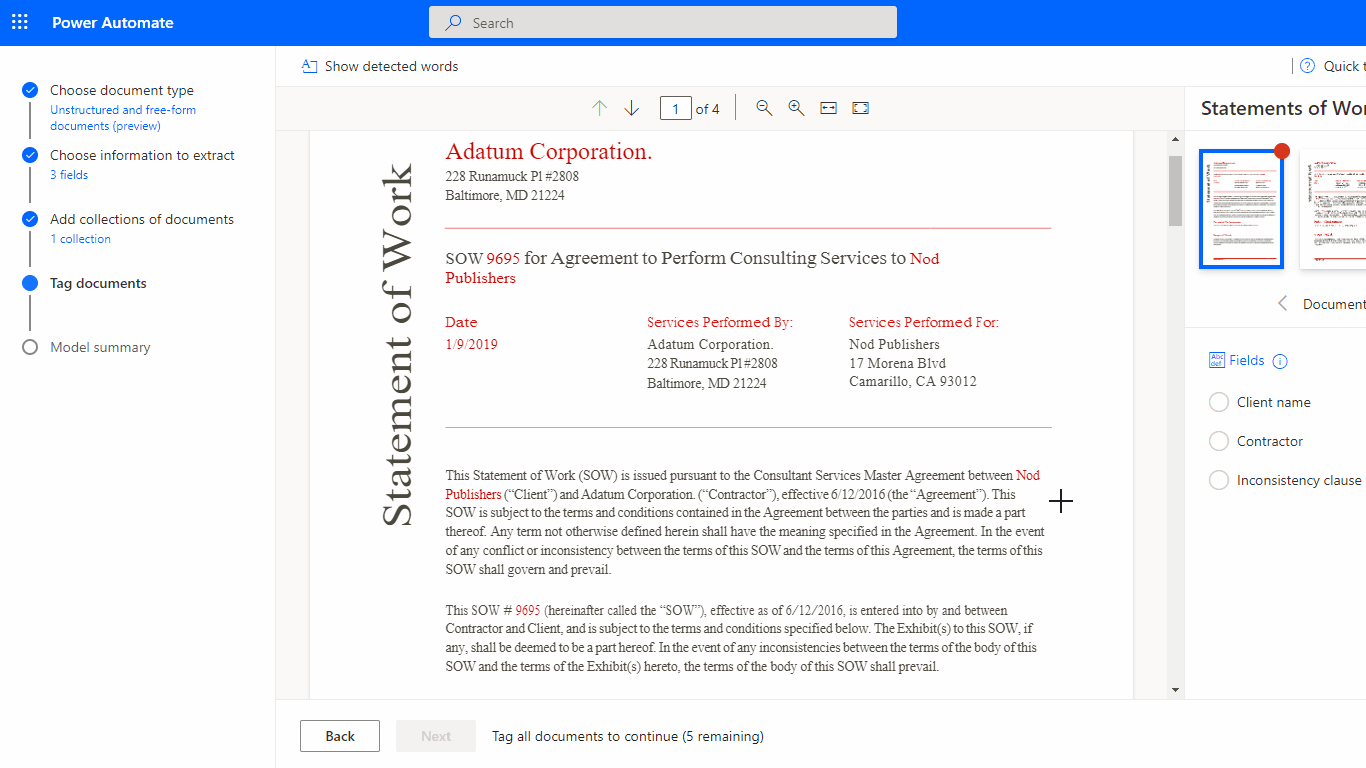 Power Automate
Search
Choose document type
Unstructured and free-form
documents (preview)
Choose information to extract
3 fields
Add collections of documents
1 collection
Tag documents
Model summary
Show detected words
Quick t
1 of 4
Statement of Work
Adatum Corporation.
228 Runamuck Pl #2808
Baltimore, MD 21224
SOW 9695 for Agreement to Perform Consulting Services to Nod
Publishers
Date
1/9/2019
Services Performed By:
Adatum Corporation.
228 Runamuck Pl #2808
Baltimore, MD 21224
Services Performed For:
Nod Publishers
17 Morena Blvd
Camarillo, CA 93012
This Statement of Work (SOW) is issued pursuant to the Consultant Services Master Agreement between Nod
Publishers (“Client”) and Adatum Corporation. (“Contractor”), effective 6/12/2016 (the “Agreement”). This
SOW is subject to the terms and conditions contained in the Agreement between the parties and is made a part
thereof. Any term not otherwise defined herein shall have the meaning specified in the Agreement. In the event
of any conflict or inconsistency between the terms of this SOW and the terms of this Agreement, the terms of this
SOW shall govern and prevail.
This SOW # 9695 (hereinafter called the “SOW”), effective as of 6/12/2016, is entered into by and between
Contractor and Client, and is subject to the terms and conditions specified below. The Exhibit(s) to this SOW, if
any, shall be deemed to be a part hereof. In the event of any inconsistencies between the terms of the body of this
SOW and the terms of the Exhibit(s) hereto, the terms of the body of this SOW shall prevail.
Statements of Wor
Document
Abc
def
Fields
Client name
Contractor
Inconsistency clause
Back
Next
Tag all documents to continue (5 remaining)